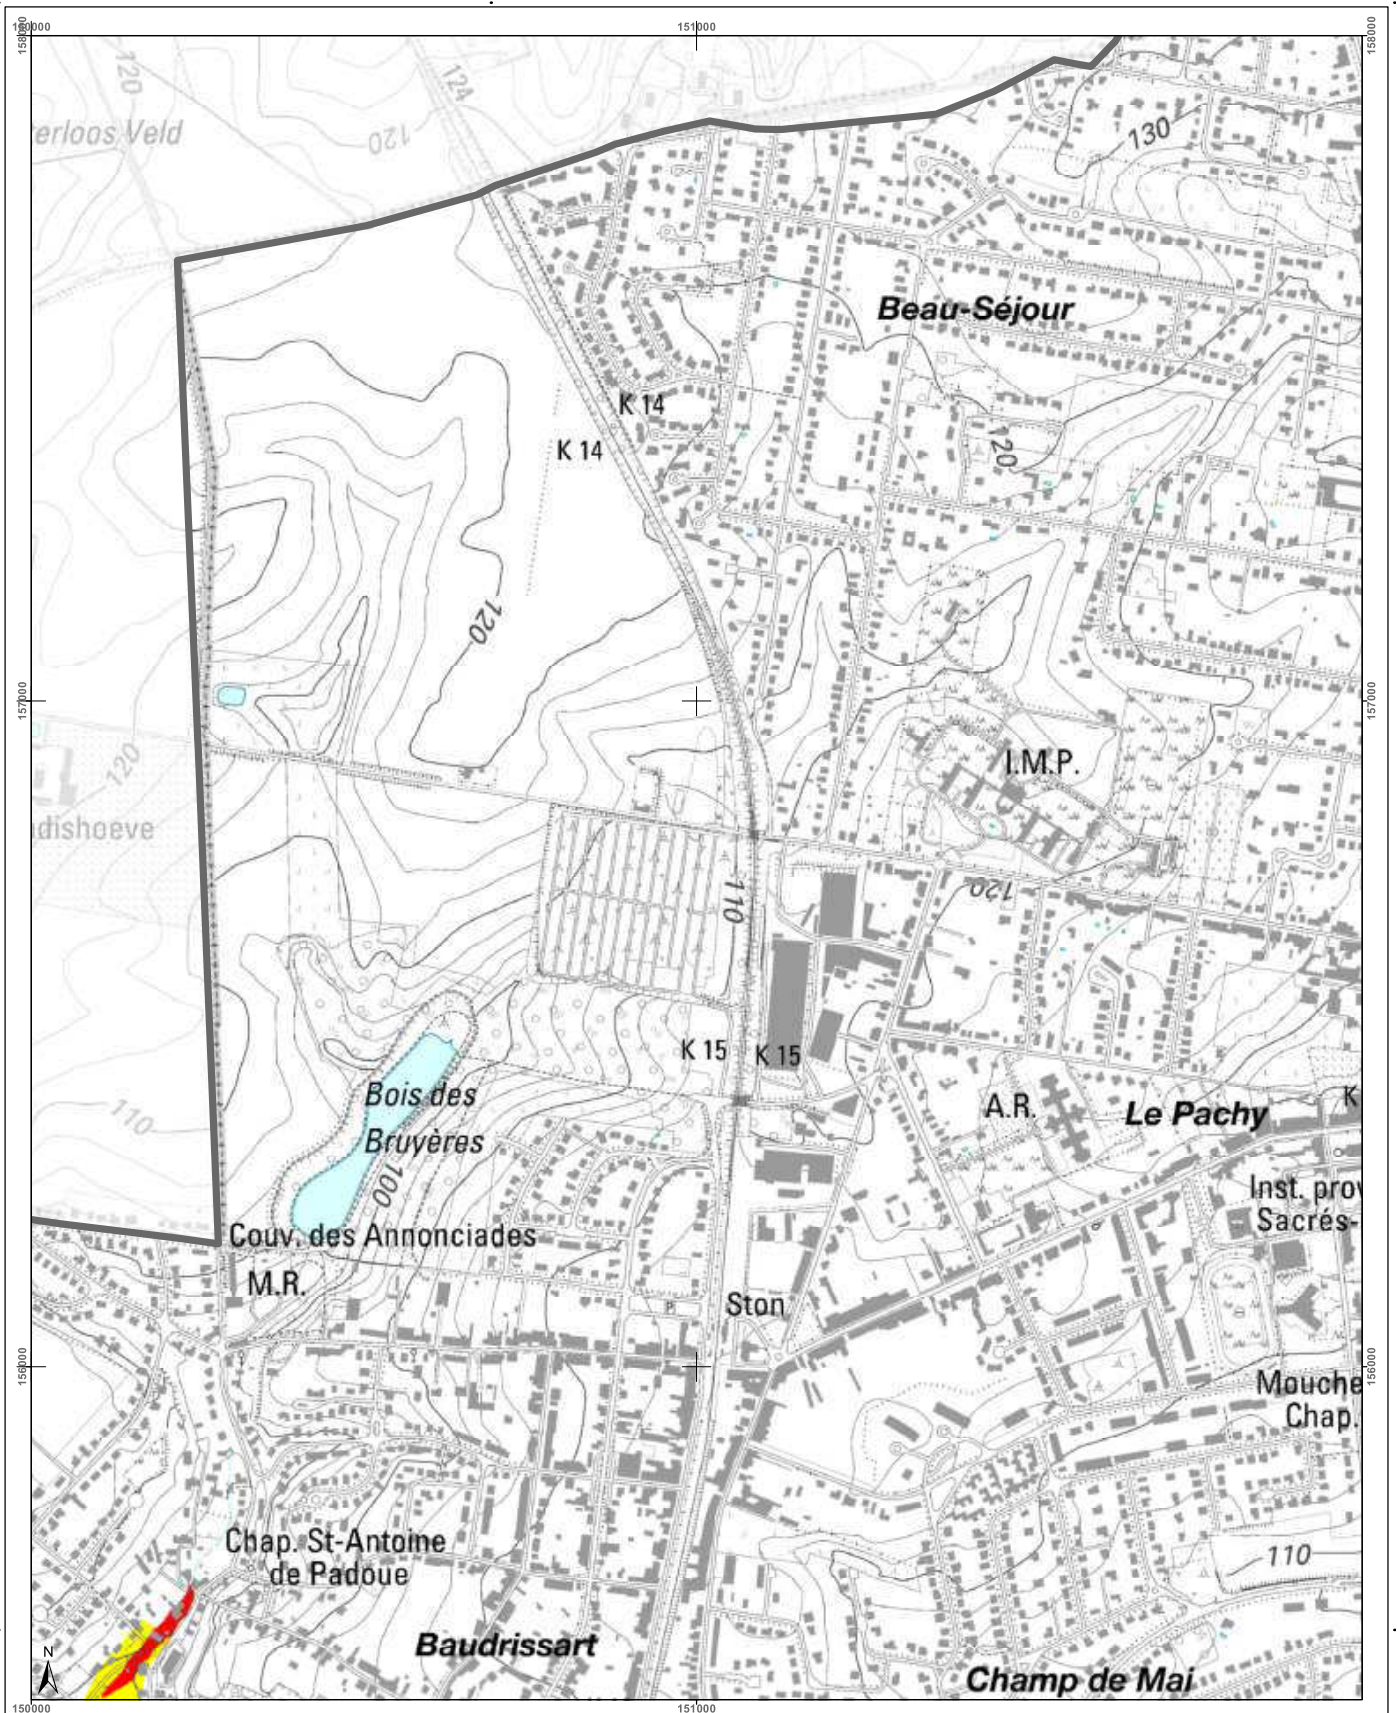 150000
151000
158000
158000
120
124
120
130
erloos Veld
Beau-Séjour
K 14
K 14
120
120
157000
157000
120
I.M.P.
dishoeve
110
120
K 15
K 15
Bois des
Bruyères
100
110
A.R.
Le Pachy
K
Inst. prov
Sacrés-
Couv. des Annonciades
M.R.
Ston
P
156000
156000
Mouche
Chap.
Chap. St-Antoine
de Padoue
110
Baudrissart
Champ de Mai
N
150000
151000